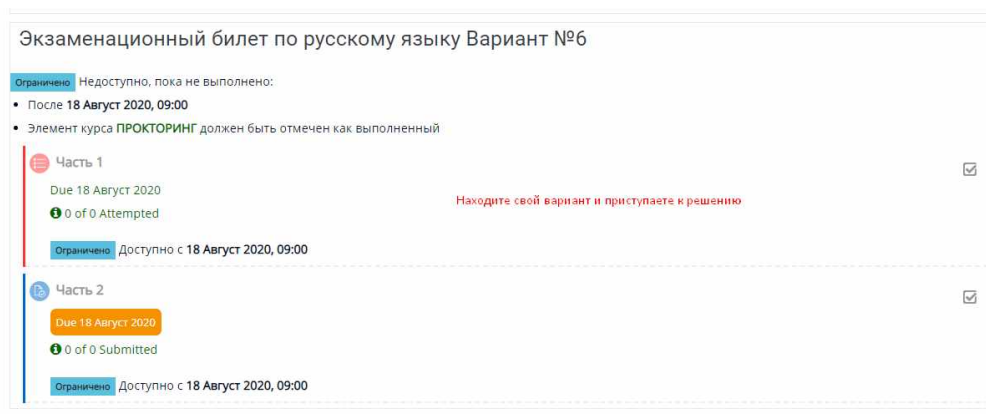 Экзаменационный билет по русскому языку Вариант №6
Ограничено Недоступно, пока не выполнено:
После 18 Август 2020, 09:00
Элемент курса ПРОКТОРИНГ должен быть отмечен как выполненный
Часть 1
Due 18 Август 2020
Находите свой вариант и приступаете к решению
0 of 0 Attempted
Ограничено Доступно с 18 Август 2020, 09:00
Часть 2
Due 18 Август 2020
0 of 0 Submitted
Ограничено Доступно с 18 Август 2020, 09:00